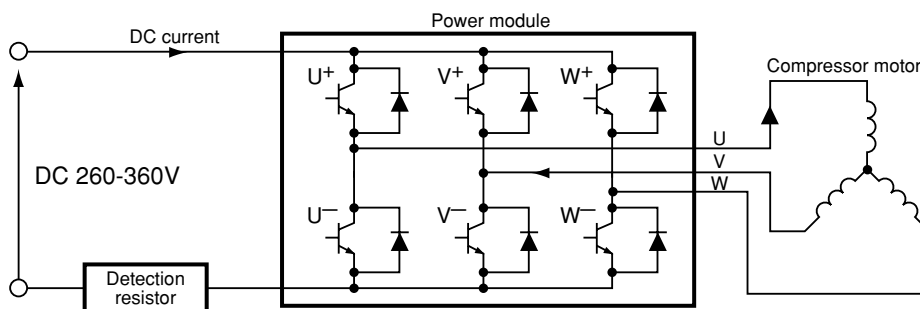 Power module
DC current
U+
V+
W+
Compressor motor
U
V
W
DC 260-360V
U−
V−
W−
Detection
resistor